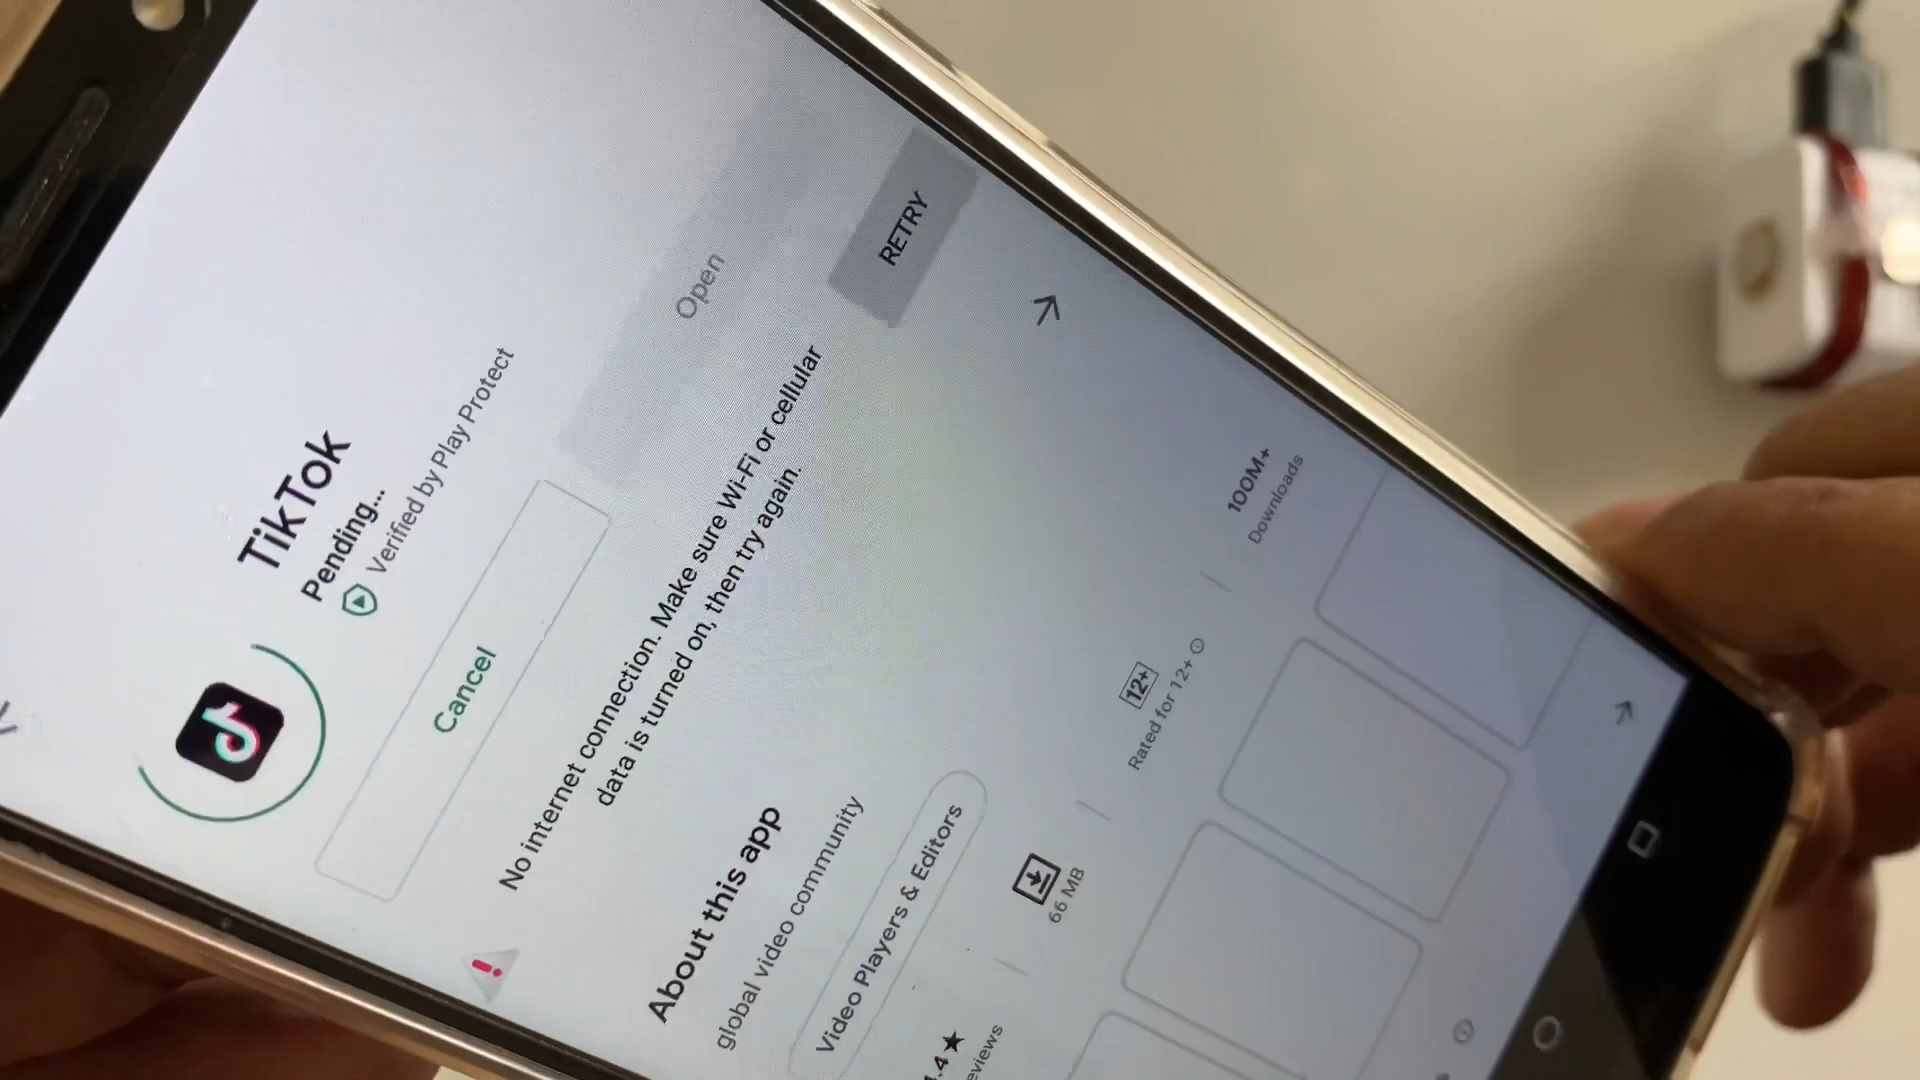 TikTok
Pending...
Verified by Play Protect
Cancel
Open
No internet connection. Make sure Wi-Fi or cellular
data is turned on, then try again.
RETRY
About this app
global video community
Video Players & Editors
66 MB
12+
Rated for 12+
100M+
Downloads